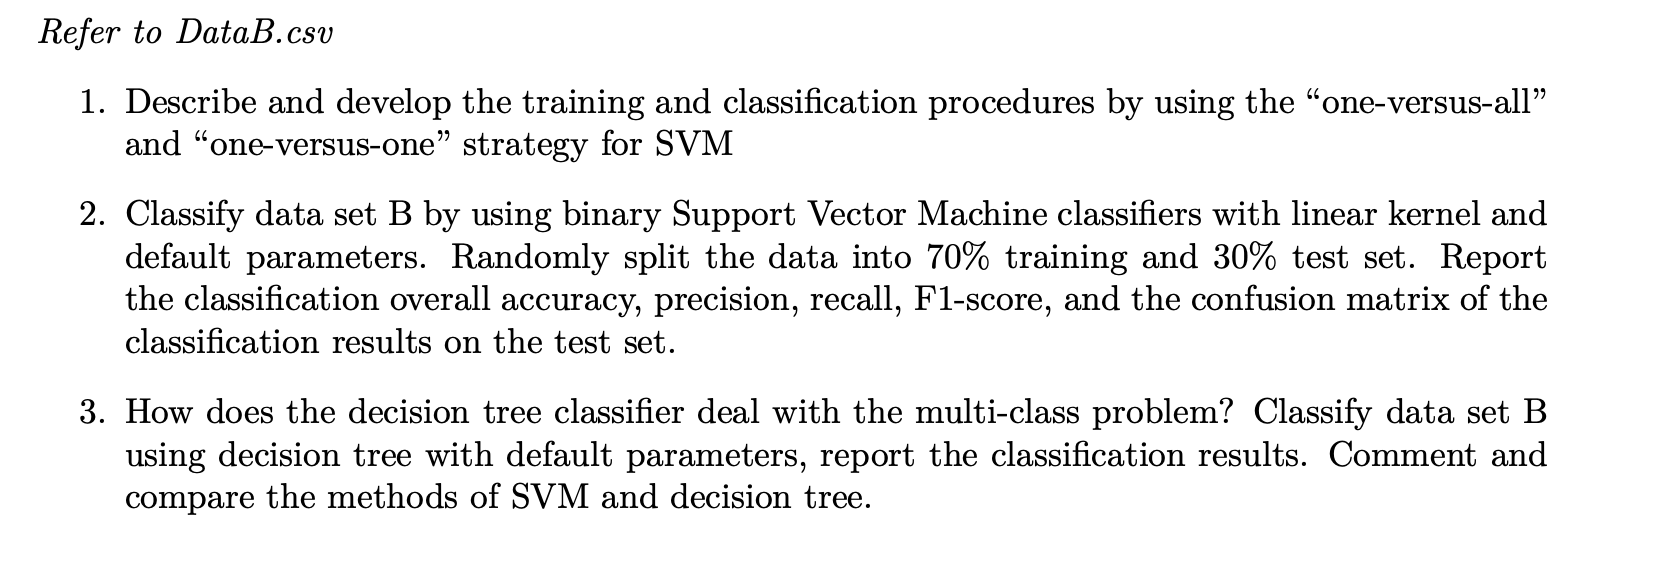 Refer to DataB.csv
1. Describe and develop the training and classification procedures by using the “one-versus-all”
and “one-versus-one” strategy for SVM
2. Classify data set B by using binary Support Vector Machine classifiers with linear kernel and
default parameters. Randomly split the data into 70% training and 30% test set. Report
the classification overall accuracy, precision, recall, F1-score, and the confusion matrix of the
classification results on the test set.
3. How does the decision tree classifier deal with the multi-class problem? Classify data set B
using decision tree with default parameters, report the classification results. Comment and
compare the methods of SVM and decision tree.